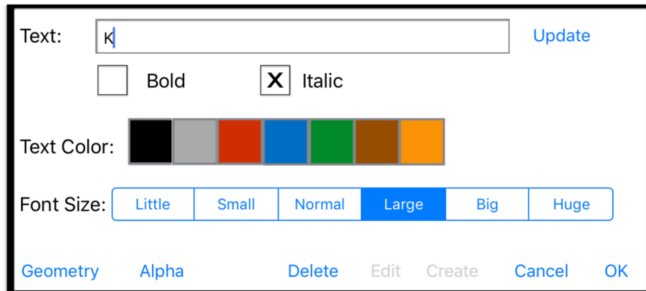 Text: K Update
Bold X Italic
Text Color:
Font Size: Little Small Normal Large Big Huge
Geometry Alpha Delete Edit Create Cancel OK